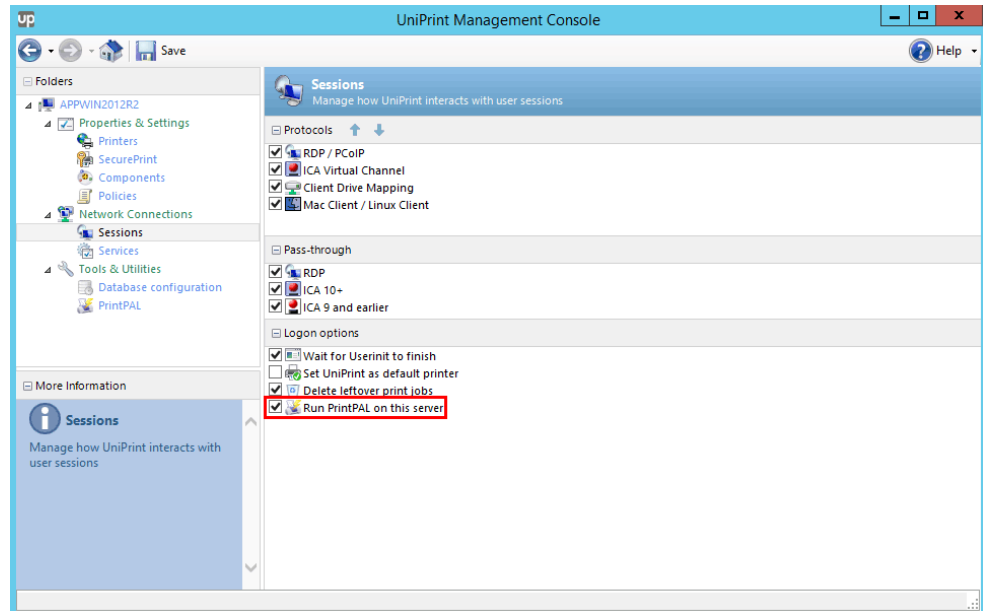 up UniPrint Management Console
Save Help
Folders
APPWIN2012R2
Properties & Settings
Printers
SecurePrint
Components
Policies
Network Connections
Sessions
Services
Tools & Utilities
Database configuration
PrintPAL
More Information
Sessions
Manage how UniPrint interacts with
user sessions
Sessions
Manage how UniPrint interacts with user sessions
Protocols
RDP / PCoIP
ICA Virtual Channel
Client Drive Mapping
Mac Client / Linux Client
Pass-through
RDP
ICA 10+
ICA 9 and earlier
Logon options
Wait for Userinit to finish
Set UniPrint as default printer
Delete leftover print jobs
Run PrintPAL on this server